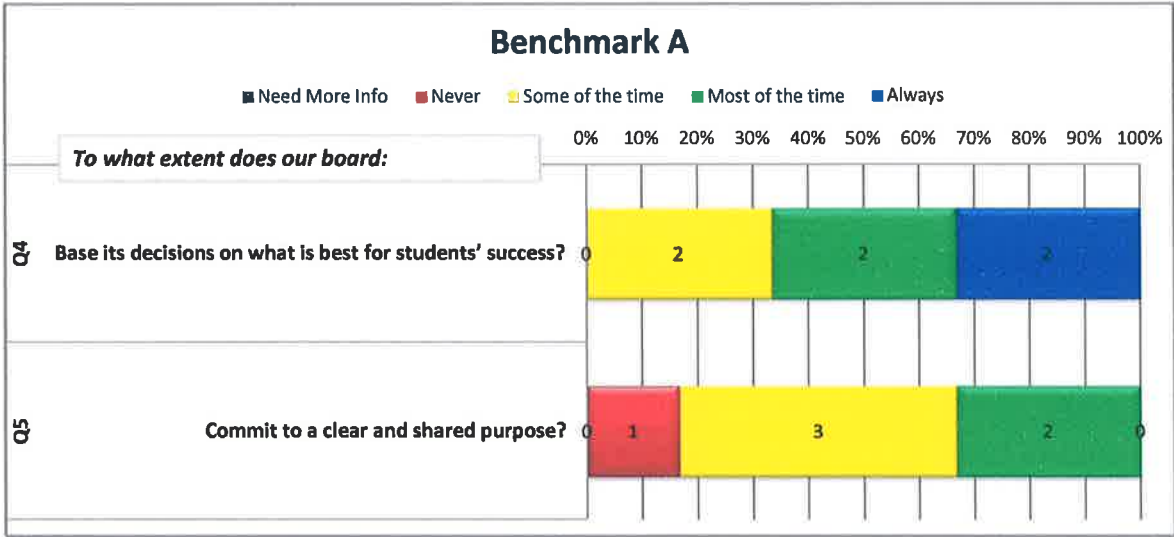 Benchmark A
Need More Info Never Some of the time Most of the time Always
0% 10% 20% 30% 40% 50% 60% 70% 80% 90% 100%
To what extent does our board:
Q4 Base its decisions on what is best for students' success? 0 2 2 2
Q5 Commit to a clear and shared purpose? 0 1 3 2 0